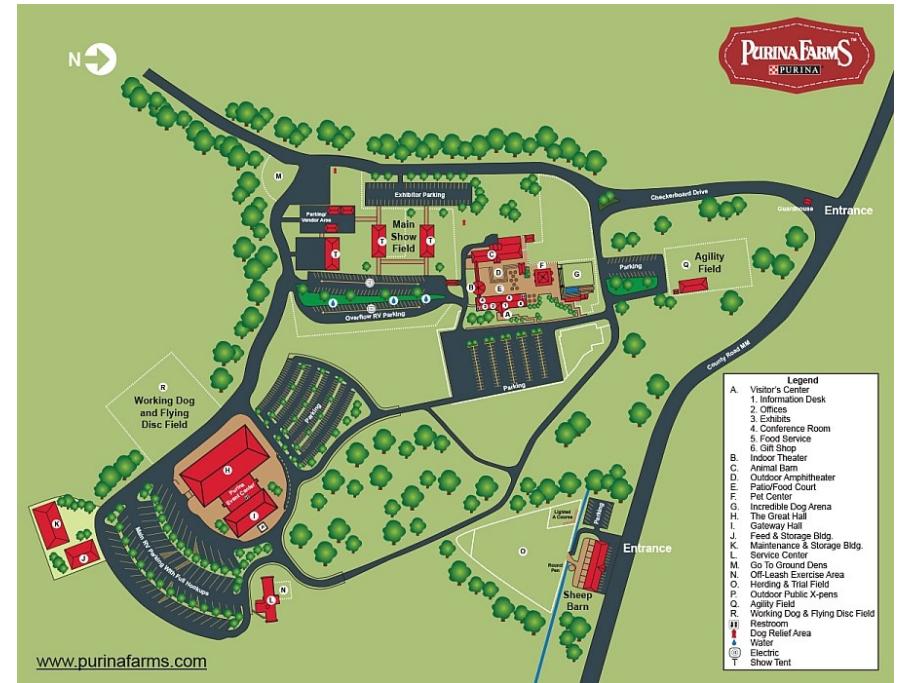 N
PURINA FARMS™
PURINA
Checkerboard Drive
Guardhouse
Entrance
M
Exhibitor Parking
Parking/
Vendor Area
Main
Show
Field
T
T
T
C
D
F
G
B
E
A
Parking
Q
Agility
Field
Overflow RV Parking
Parking
County Road MM
R
Working Dog
and Flying
Disc Field
Parking
H
Purina
Event Center
I
K
J
Main RV Parking With Full Hookups
L
N
Lighted
A Course
Parking
O
Round
Pen
Entrance
Sheep
Barn
Legend
A. Visitor's Center
1. Information Desk
2. Offices
3. Exhibits
4. Conference Room
5. Food Service
6. Gift Shop
B. Indoor Theater
C. Animal Barn
D. Outdoor Amphitheater
E. Patio/Food Court
F. Pet Center
G. Incredible Dog Arena
H. The Great Hall
I. Gateway Hall
J. Feed & Storage Bldg.
K. Maintenance & Storage Bldg.
L. Service Center
M. Go To Ground Dens
N. Off-Leash Exercise Area
O. Herding & Trial Field
P. Outdoor Public X-pens
Q. Agility Field
R. Working Dog & Flying Disc Field
Restroom
Dog Relief Area
Water
Electric
T Show Tent
www.purinafarms.com